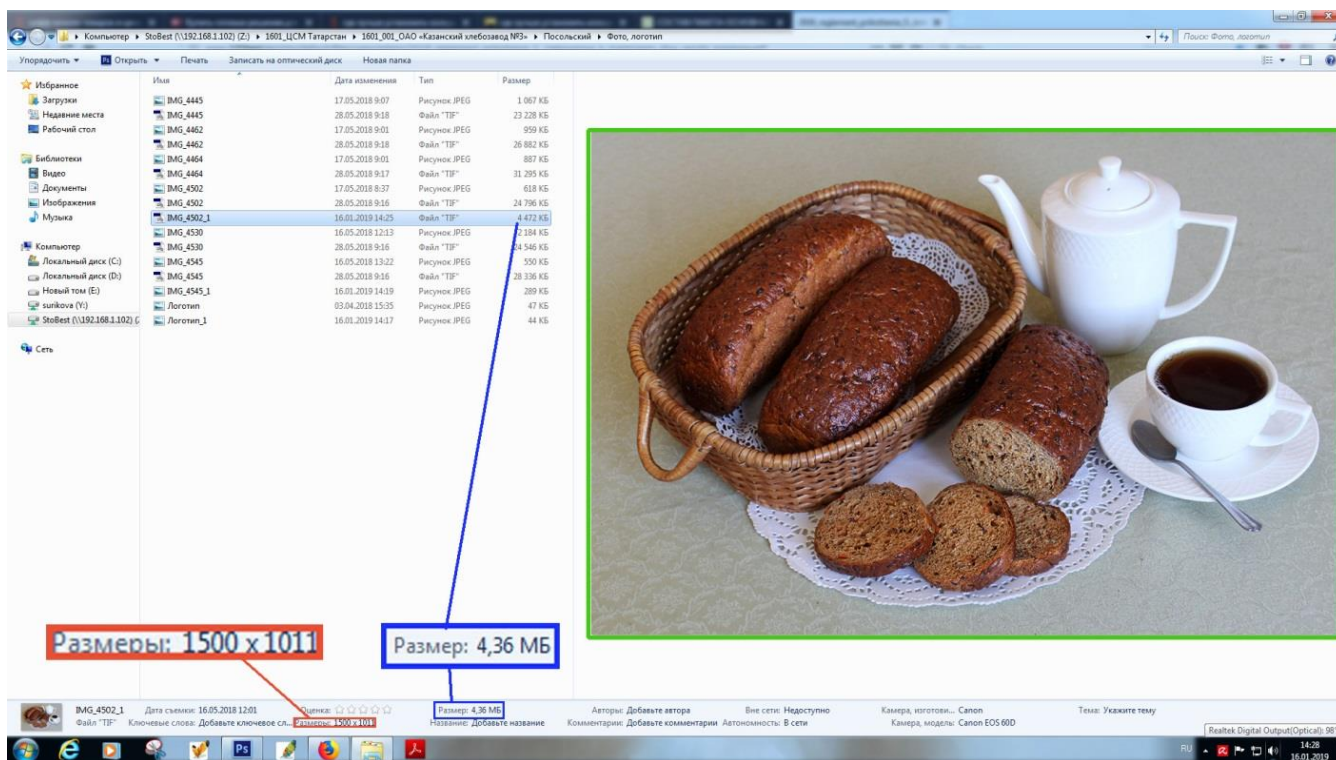 Компьютер ▸ StoBest (\\192.168.1.102) (Z:) ▸ 1601_ЦСМ Татарстан ▸ 1601_001_ОАО «Казанский хлебозавод №3» ▸ Посольский ▸ Фото, логотип
Поиск: Фото, логотип
Упорядочить Открыть Печать Записать на оптический диск Новая папка
Имя Дата изменения Тип Размер
IMG_4445 17.05.2018 9:07 Рисунок JPEG 1 067 КБ
IMG_4445 28.05.2018 9:18 Файл "TIF" 23 228 КБ
IMG_4462 17.05.2018 9:01 Рисунок JPEG 959 КБ
IMG_4462 28.05.2018 9:18 Файл "TIF" 26 882 КБ
IMG_4464 17.05.2018 9:01 Рисунок JPEG 887 КБ
IMG_4464 28.05.2018 9:17 Файл "TIF" 31 295 КБ
IMG_4502 17.05.2018 8:37 Рисунок JPEG 618 КБ
IMG_4502 28.05.2018 9:16 Файл "TIF" 24 796 КБ
IMG_4502_1 16.01.2019 14:25 Файл "TIF" 4 472 КБ
IMG_4530 16.05.2018 12:13 Рисунок JPEG 2 184 КБ
IMG_4530 28.05.2018 9:16 Файл "TIF" 24 546 КБ
IMG_4545 16.05.2018 13:22 Рисунок JPEG 550 КБ
IMG_4545 28.05.2018 9:16 Файл "TIF" 28 336 КБ
IMG_4545_1 16.01.2019 14:19 Рисунок JPEG 289 КБ
Логотип 03.04.2018 15:35 Рисунок JPEG 47 КБ
Логотип_1 16.01.2019 14:17 Рисунок JPEG 44 КБ
Избранное
Загрузки
Недавние места
Рабочий стол
Библиотеки
Видео
Документы
Изображения
Музыка
Компьютер
Локальный диск (C:)
Локальный диск (D:)
Новый том (E:)
surikova (Y:)
StoBest (\\192.168.1.102) (Z
Сеть
Размеры: 1500 x 1011
Размер: 4,36 МБ
IMG_4502_1 Дата съемки: 16.05.2018 12:01 Оценка: Размер: 4,36 МБ Авторы: Добавьте автора Вне сети: Недоступно Камера, изготови... Canon Тема: Укажите тему
Файл "TIF" Ключевые слова: Добавьте ключевое сл... Размеры: 1500 x 1011 Название: Добавьте название Комментарии: Добавьте комментарии Автономность: В сети Камера, модель: Canon EOS 60D
Realtek Digital Output(Optical): 98
Ps
RU 14:28
16.01.2019